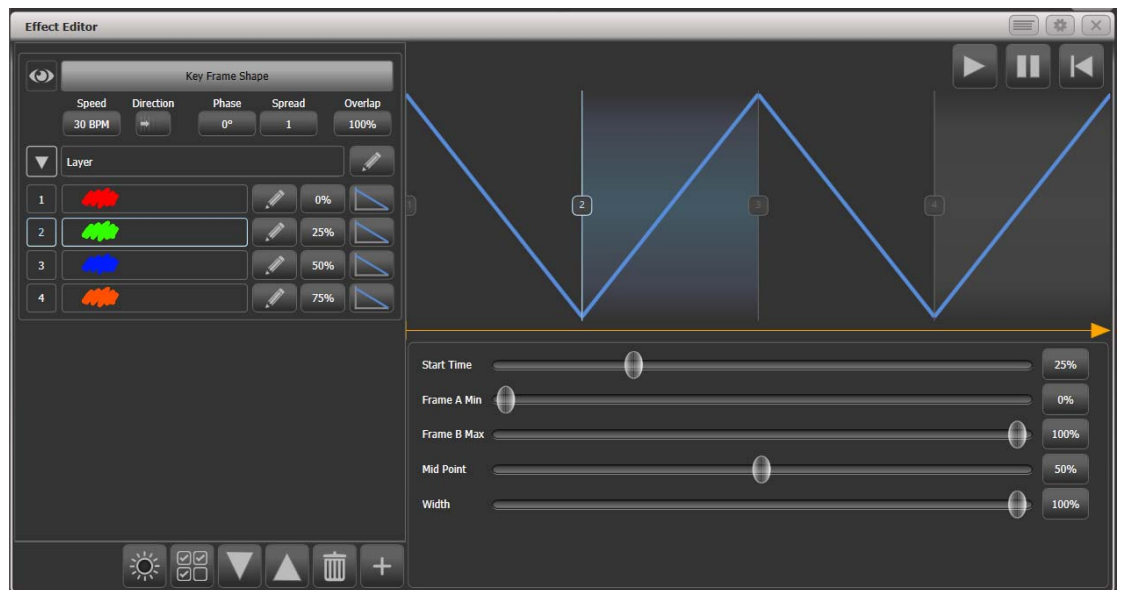 Effect Editor
Key Frame Shape
Speed Direction Phase Spread Overlap
30 BPM 0° 1 100%
Layer
1 0%
2 25%
3 50%
4 75%
1 2 3 4
Start Time 25%
Frame A Min 0%
Frame B Max 100%
Mid Point 50%
Width 100%